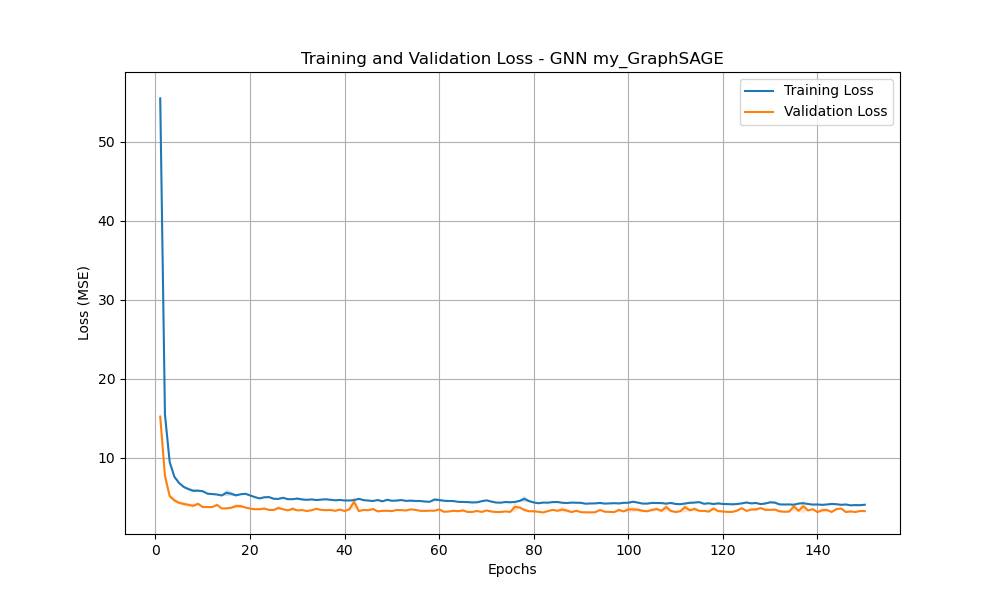 Training and Validation Loss - GNN my_GraphSAGE
Training Loss
Validation Loss
Loss (MSE)
50
40
30
20
10
0 20 40 60 80 100 120 140
Epochs